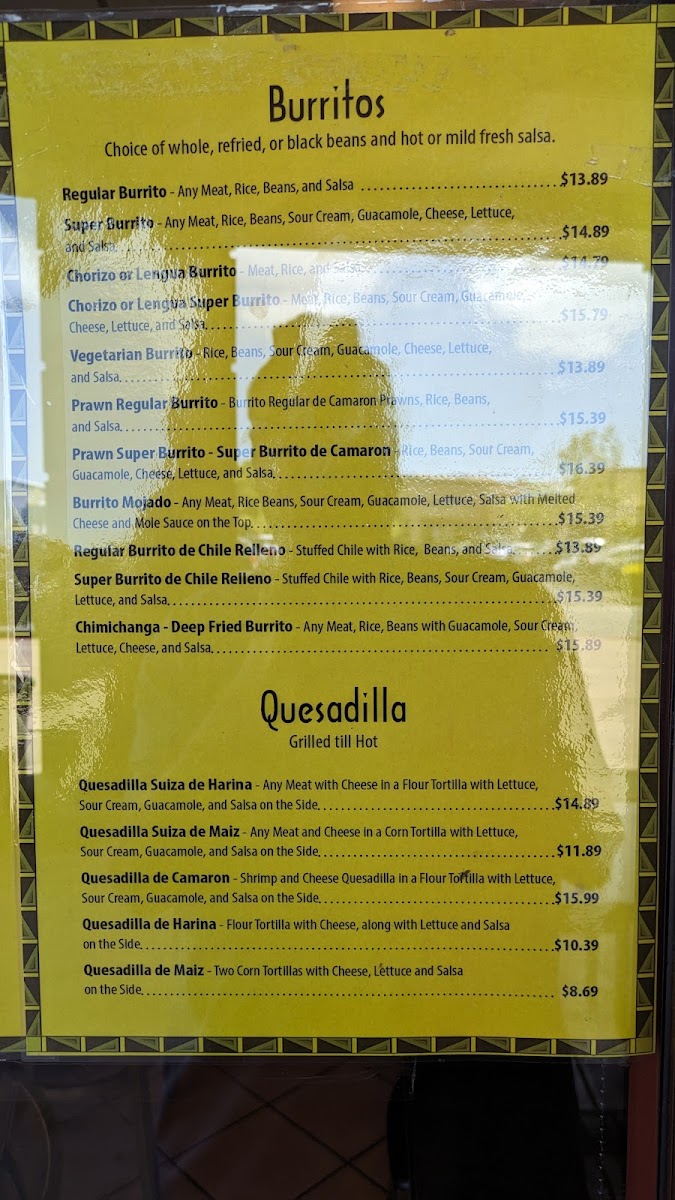 Burritos
Choice of whole, refried, or black beans and hot or mild fresh salsa.
Regular Burrito - Any Meat, Rice, Beans, and Salsa $13.89
Super Burrito - Any Meat, Rice, Beans, Sour Cream, Guacamole, Cheese, Lettuce,
and Salsa. $14.89
Chorizo or Lengua Burrito - Meat, Rice, and Salsa $14.79
Chorizo or Lengua Super Burrito - Meat, Rice, Beans, Sour Cream, Guacamole,
Cheese, Lettuce, and Salsa. $15.79
Vegetarian Burrito - Rice, Beans, Sour Cream, Guacamole, Cheese, Lettuce,
and Salsa. $13.89
Prawn Regular Burrito - Burrito Regular de Camaron Prawns, Rice, Beans,
and Salsa. $15.39
Prawn Super Burrito - Super Burrito de Camaron - Rice, Beans, Sour Cream,
Guacamole, Cheese, Lettuce, and Salsa. $16.39
Burrito Mojado - Any Meat, Rice Beans, Sour Cream, Guacamole, Lettuce, Salsa with Melted
Cheese and Mole Sauce on the Top. $15.39
Regular Burrito de Chile Relleno - Stuffed Chile with Rice, Beans, and Salsa. $13.89
Super Burrito de Chile Relleno - Stuffed Chile with Rice, Beans, Sour Cream, Guacamole,
Lettuce, and Salsa. $15.39
Chimichanga - Deep Fried Burrito - Any Meat, Rice, Beans with Guacamole, Sour Cream,
Lettuce, Cheese, and Salsa. $15.89
Quesadilla
Grilled till Hot
Quesadilla Suiza de Harina - Any Meat with Cheese in a Flour Tortilla with Lettuce,
Sour Cream, Guacamole, and Salsa on the Side. $14.89
Quesadilla Suiza de Maiz - Any Meat and Cheese in a Corn Tortilla with Lettuce,
Sour Cream, Guacamole, and Salsa on the Side. $11.89
Quesadilla de Camaron - Shrimp and Cheese Quesadilla in a Flour Tortilla with Lettuce,
Sour Cream, Guacamole, and Salsa on the Side. $15.99
Quesadilla de Harina - Flour Tortilla with Cheese, along with Lettuce and Salsa
on the Side. $10.39
Quesadilla de Maiz - Two Corn Tortillas with Cheese, Lettuce and Salsa
on the Side. $8.69